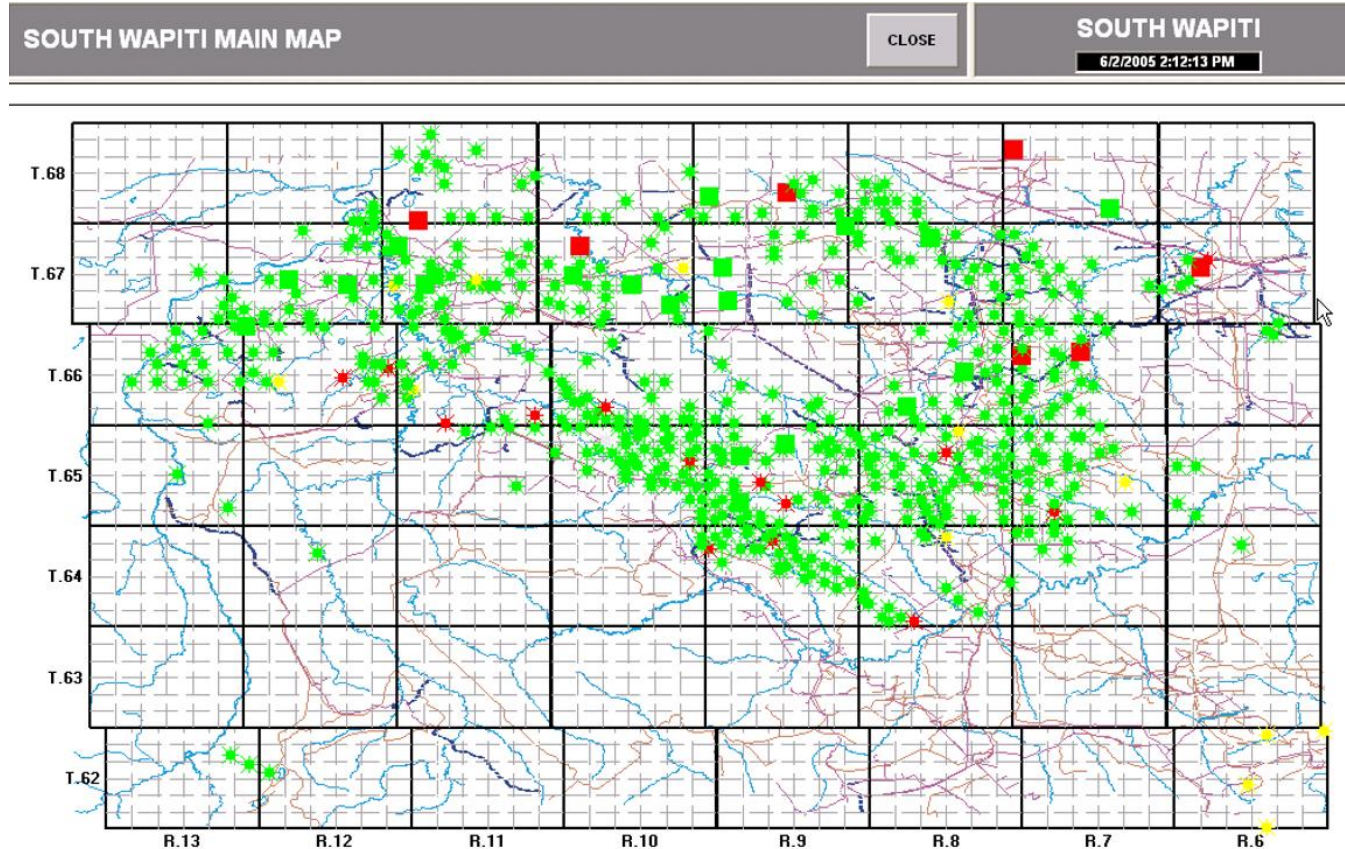 SOUTH WAPITI MAIN MAP
CLOSE
SOUTH WAPITI
6/2/2005 2:12:13 PM
T.68
T.67
T.66
T.65
T.64
T.63
T.62
R.13 R.12 R.11 R.10 R.9 R.8 R.7 R.6